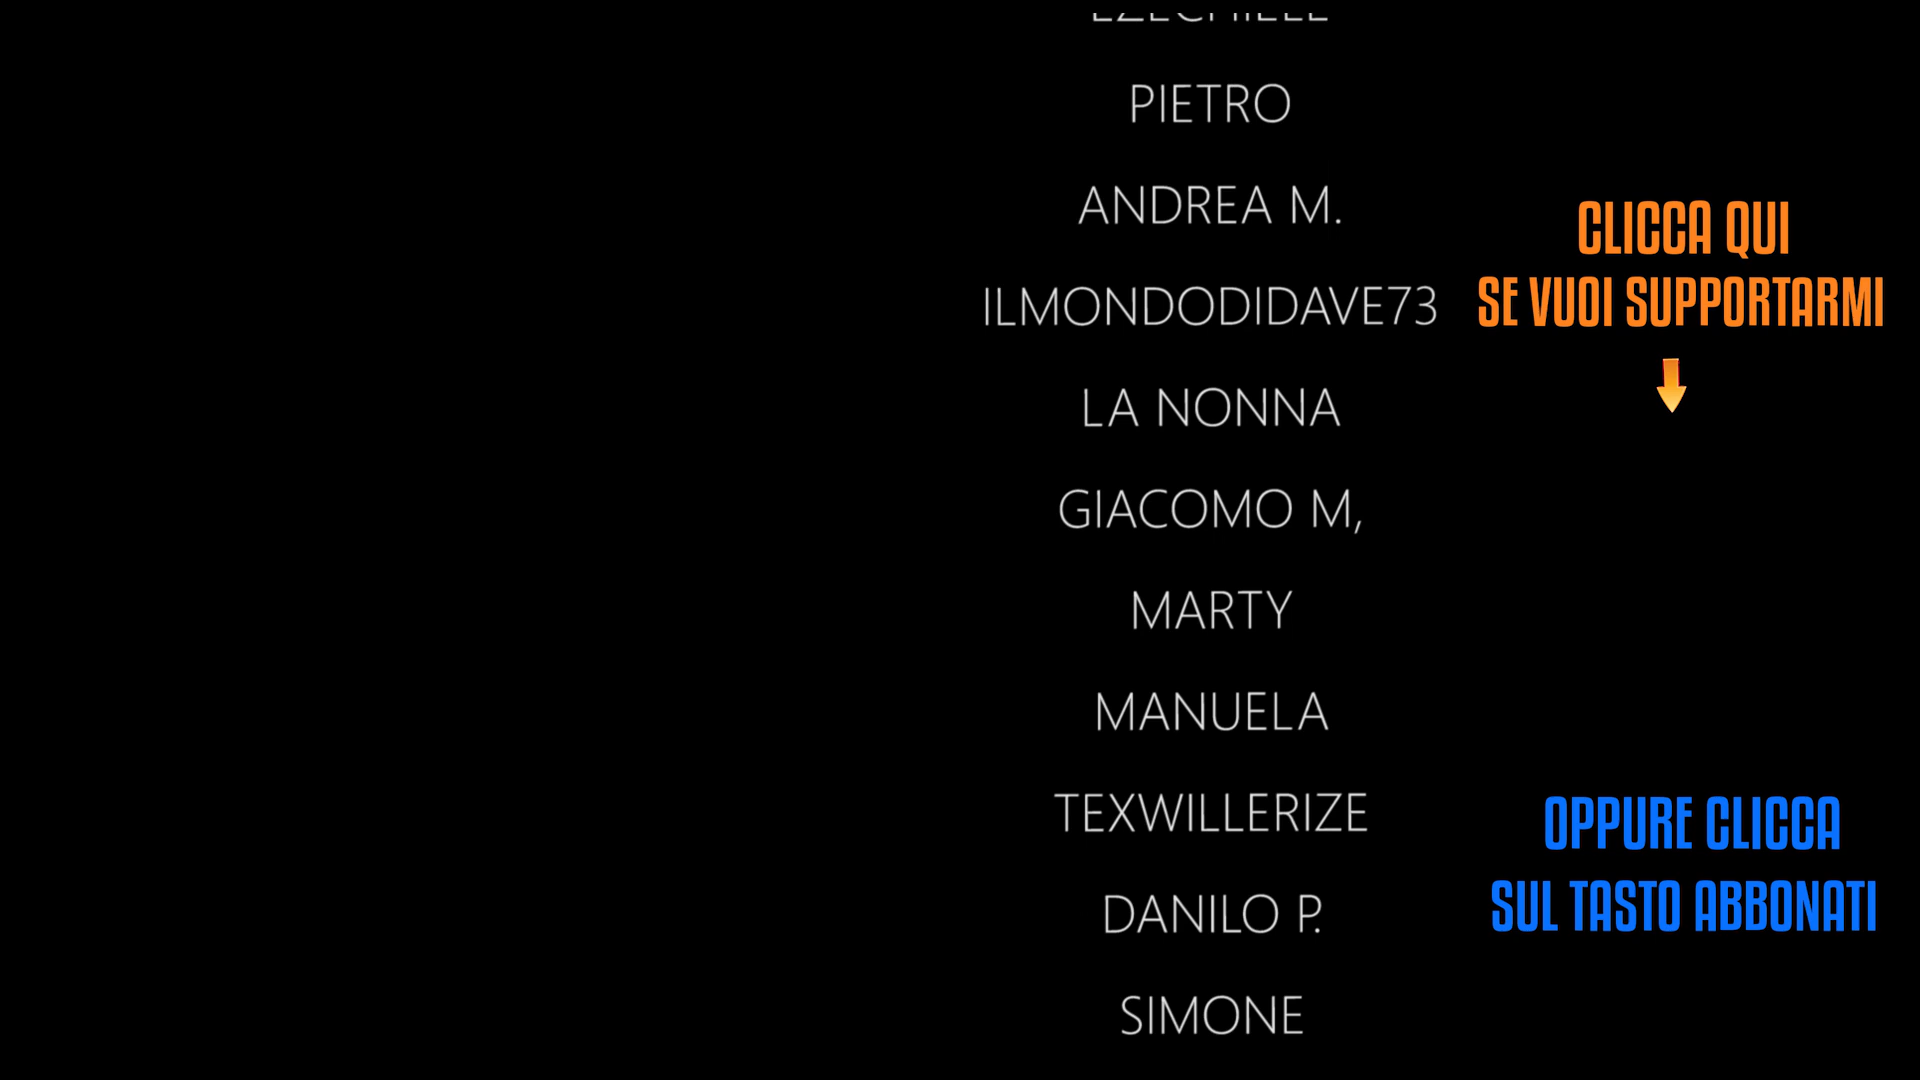 EZECHIELE
PIETRO
ANDREA M.
ILMONDODIDAVE73
LA NONNA
GIACOMO M,
MARTY
MANUELA
TEXWILLERIZE
DANILO P.
SIMONE
CLICCA QUI
SE VUOI SUPPORTARMI
OPPURE CLICCA
SUL TASTO ABBONATI